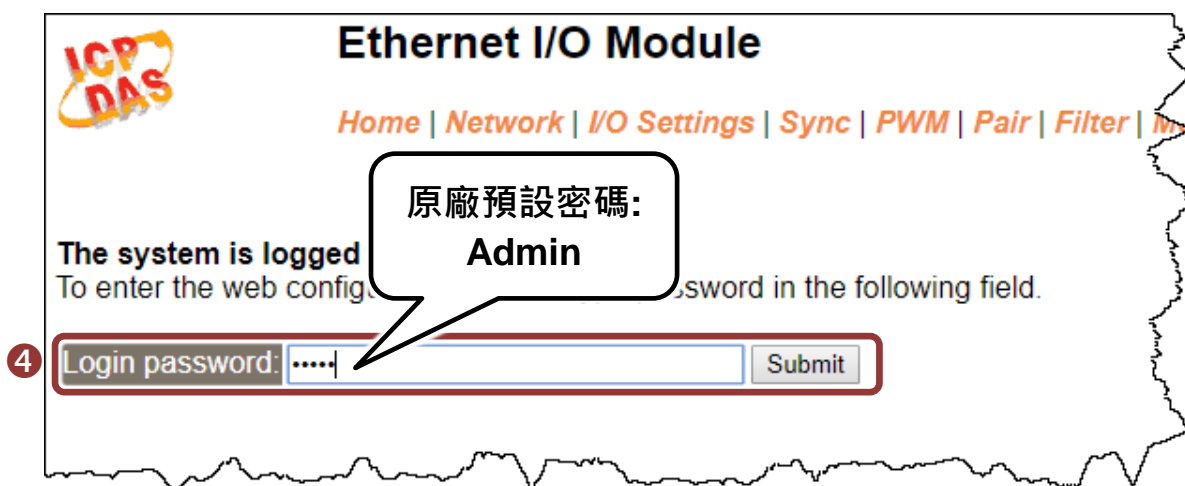 ICP
DAS
Ethernet I/O Module
Home | Network | I/O Settings | Sync | PWM | Pair | Filter |
原廠預設密碼:
Admin
The system is logged
To enter the web config ssword in the following field.
4
Login password: ••••• Submit